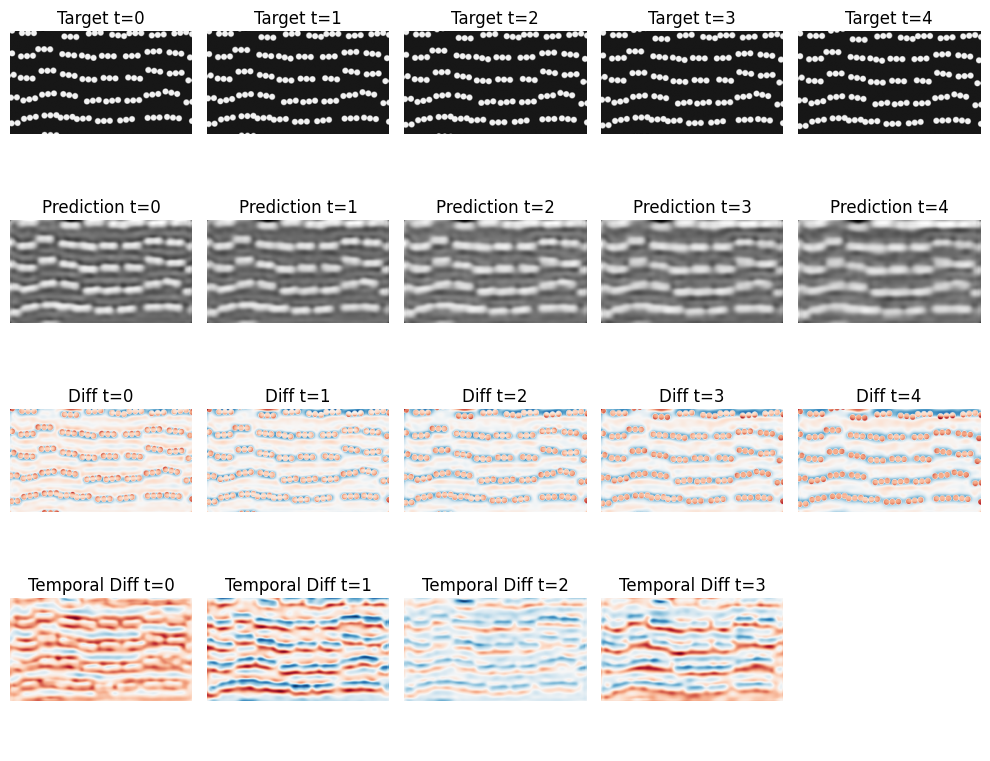 Target t=0 Target t=1 Target t=2 Target t=3 Target t=4
Prediction t=0 Prediction t=1 Prediction t=2 Prediction t=3 Prediction t=4
Diff t=0 Diff t=1 Diff t=2 Diff t=3 Diff t=4
Temporal Diff t=0 Temporal Diff t=1 Temporal Diff t=2 Temporal Diff t=3